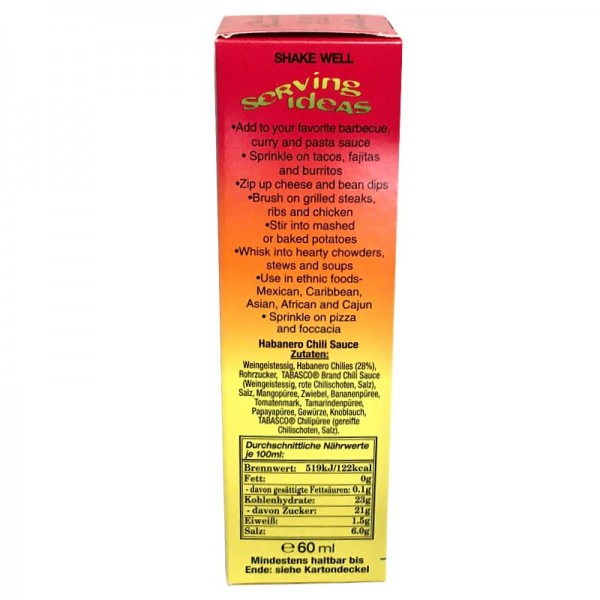 SHAKE WELL
Serving
ideas
•Add to your favorite barbecue,
curry and pasta sauce
• Sprinkle on tacos, fajitas
and burritos
•Zip up cheese and bean dips
•Brush on grilled steaks,
ribs and chicken
•Stir into mashed
or baked potatoes
•Whisk into hearty chowders,
stews and soups
•Use in ethnic foods-
Mexican, Caribbean,
Asian, African and Cajun
• Sprinkle on pizza
and foccacia
Habanero Chili Sauce
Zutaten:
Weingeistessig, Habanero Chilies (28%),
Rohrzucker, TABASCO® Brand Chili Sauce
(Weingeistessig, rote Chilischoten, Salz),
Salz, Mangopüree, Zwiebel, Bananenpüree,
Tomatenmark, Tamarindenpüree,
Papayapüree, Gewürze, Knoblauch,
TABASCO® Chilipüree (gereifte
Chilischoten, Salz).
Durchschnittliche Nährwerte
je 100ml:
Brennwert: 519kJ/122kcal
Fett: 0g
- davon gesättigte Fettsäuren: 0.1g
Kohlenhydrate: 23g
- davon Zucker: 21g
Eiweiß: 1.5g
Salz: 6.0g
℮ 60 ml
Mindestens haltbar bis
Ende: siehe Kartondeckel